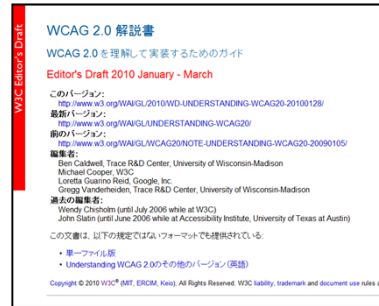 W3C Editor's Draft
WCAG 2.0 解説書
WCAG 2.0 を理解して実装するためのガイド
Editor's Draft 2010 January - March
このバージョン:
http://www.w3.org/WAI/GL/2010/WD-UNDERSTANDING-WCAG20-20100128/
最新バージョン:
http://www.w3.org/WAI/GL/UNDERSTANDING-WCAG20/
前のバージョン:
http://www.w3.org/WAI/GL/WCAG20/NOTE-UNDERSTANDING-WCAG20-20090105/
編集者:
Ben Caldwell, Trace R&D Center, University of Wisconsin-Madison
Michael Cooper, W3C
Loretta Guarino Reid, Google, Inc.
Gregg Vanderheiden, Trace R&D Center, University of Wisconsin-Madison
過去の編集者:
Wendy Chisholm (until July 2006 while at W3C)
John Slatin (until June 2006 while at Accessibility Institute, University of Texas at Austin)
この文書は、以下の規定ではないフォーマットでも提供されている:
• 単一ファイル版
• Understanding WCAG 2.0のその他のバージョン(英語)
Copyright © 2010 W3C® (MIT, ERCIM, Keio), All Rights Reserved. W3C liability, trademark and document use rules a